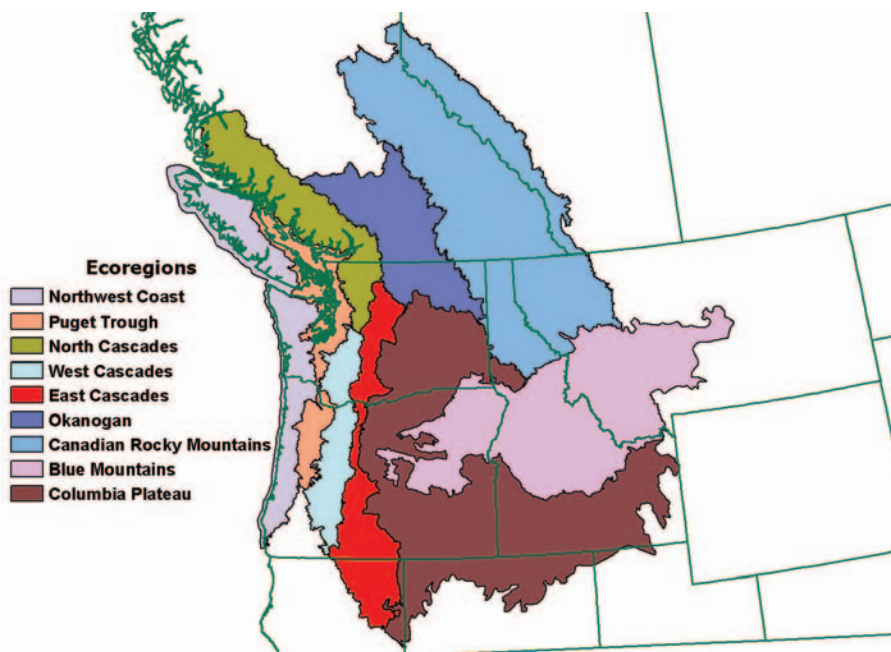 Ecoregions
Northwest Coast
Puget Trough
North Cascades
West Cascades
East Cascades
Okanogan
Canadian Rocky Mountains
Blue Mountains
Columbia Plateau